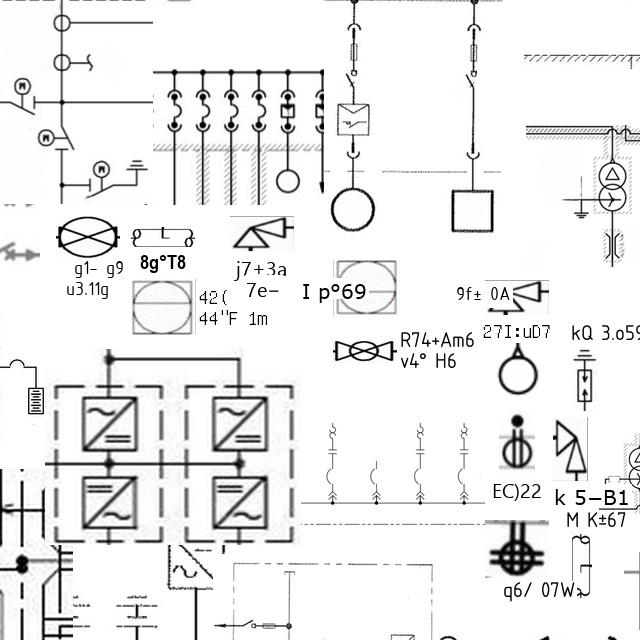 M
M
M
g1- g9
u3.11g
L
8g°T8
j7+3a
7e-
42(
44"F 1m
I p°69
9f± 0A
27I:uD7
kQ 3.o59
R74+Am6
v4° H6
EC)22
k 5-B1
M K±67
q6/ 07W
L